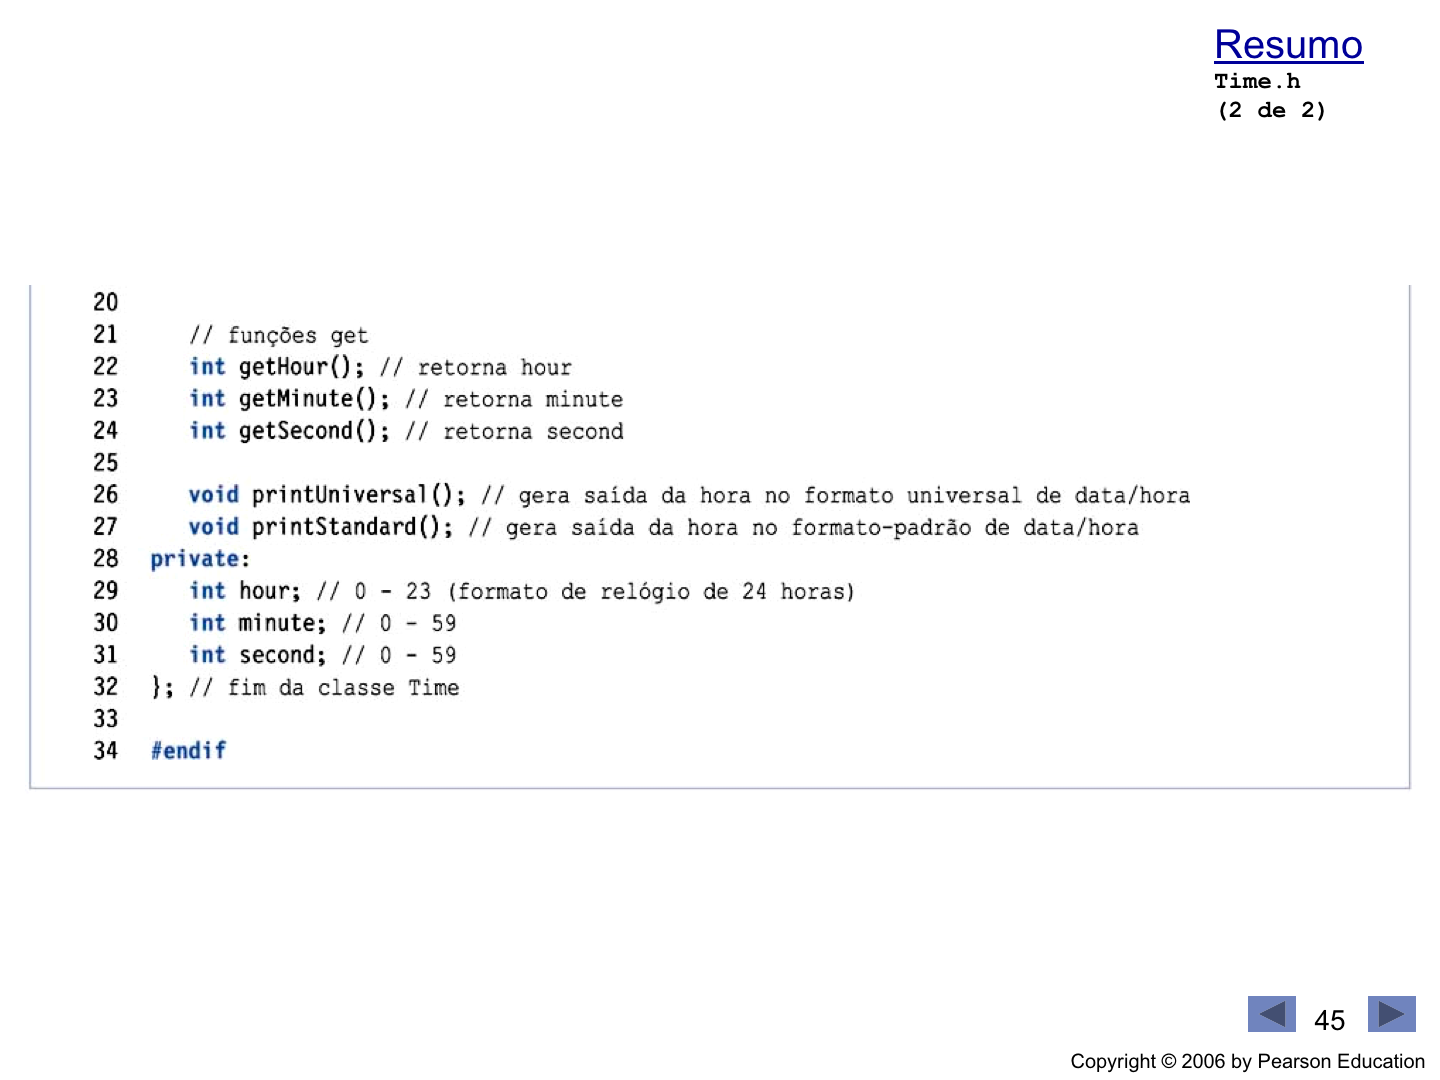 Resumo
Time.h
(2 de 2)
20
21 // funções get
22 int getHour(); // retorna hour
23 int getMinute(); // retorna minute
24 int getSecond(); // retorna second
25
26 void printUniversal(); // gera saída da hora no formato universal de data/hora
27 void printStandard(); // gera saída da hora no formato-padrão de data/hora
28 private:
29 int hour; // 0 - 23 (formato de relógio de 24 horas)
30 int minute; // 0 - 59
31 int second; // 0 - 59
32 }; // fim da classe Time
33
34 #endif
45
Copyright © 2006 by Pearson Education